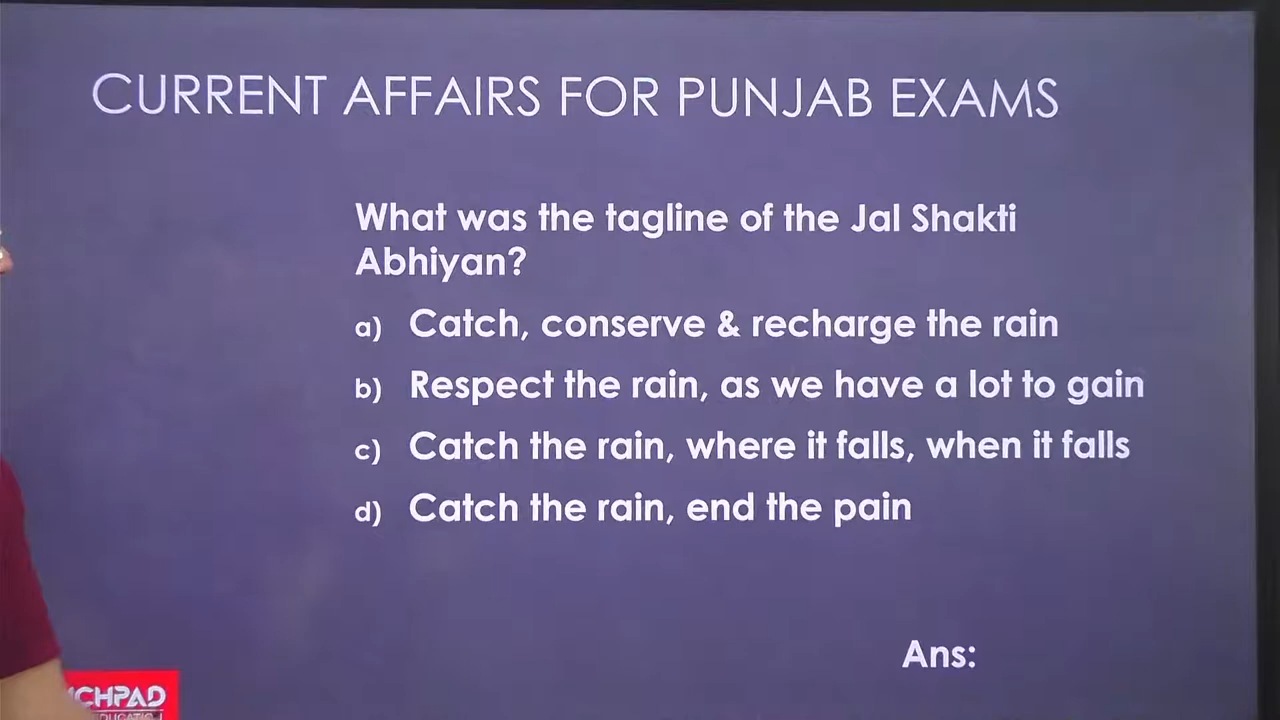 CURRENT AFFAIRS FOR PUNJAB EXAMS
What was the tagline of the Jal Shakti
Abhiyan?
a) Catch, conserve & recharge the rain
b) Respect the rain, as we have a lot to gain
c) Catch the rain, where it falls, when it falls
d) Catch the rain, end the pain
Ans: